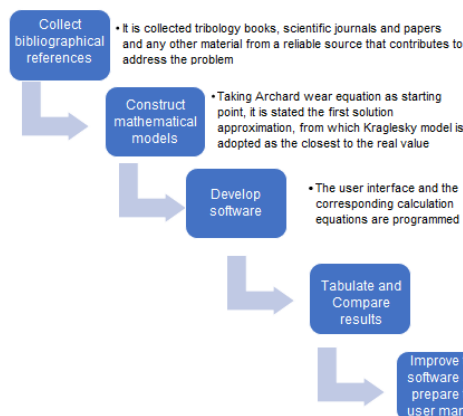 Collect
bibliographical
references
• It is collected tribology books, scientific journals and papers
and any other material from a reliable source that contributes to
address the problem
Construct
mathematical
models
• Taking Archard wear equation as starting
point, it is stated the first solution
approximation, from which Kraglesky model is
adopted as the closest to the real value
Develop
software
• The user interface and the
corresponding calculation
equations are programmed
Tabulate and
Compare
results
Improve
software
prepare
user man